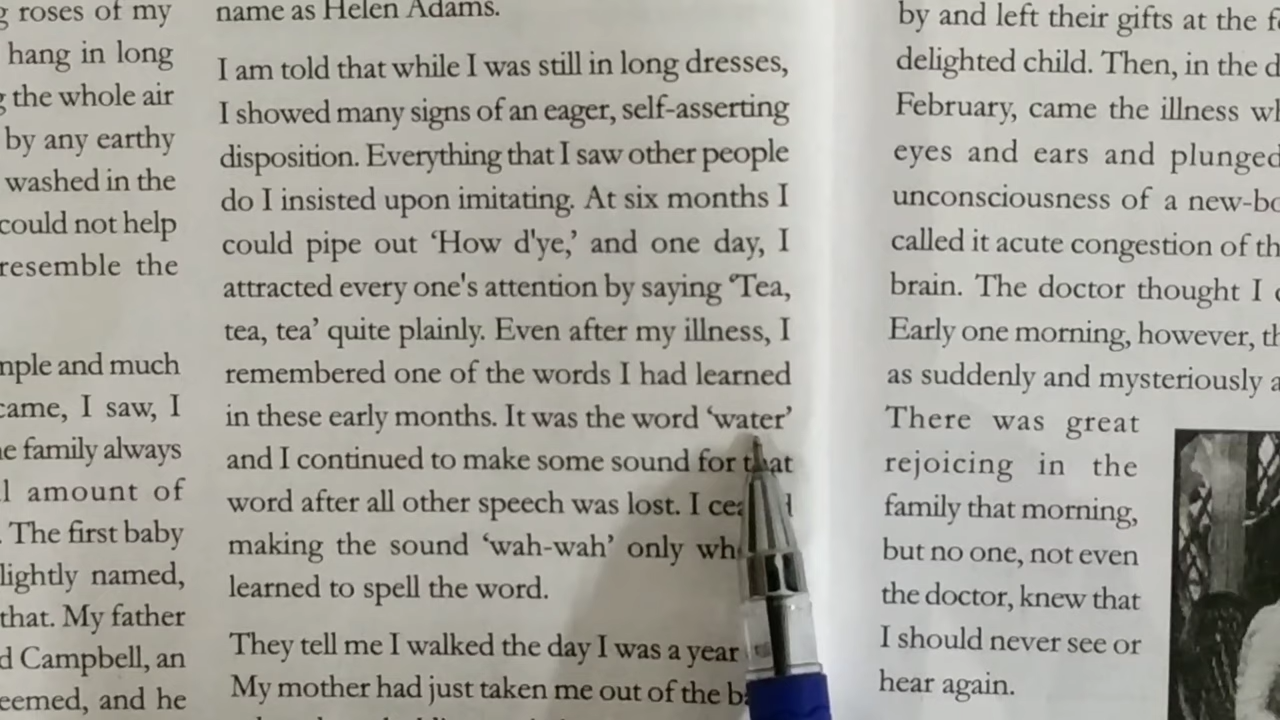 g roses of my
hang in long
g the whole air
by any earthy
washed in the
could not help
resemble the
mple and much
came, I saw, I
e family always
l amount of
. The first baby
lightly named,
that. My father
d Campbell, an
eemed, and he
name as Helen Adams.
I am told that while I was still in long dresses,
I showed many signs of an eager, self-asserting
disposition. Everything that I saw other people
do I insisted upon imitating. At six months I
could pipe out ‘How d'ye,’ and one day, I
attracted every one's attention by saying ‘Tea,
tea, tea’ quite plainly. Even after my illness, I
remembered one of the words I had learned
in these early months. It was the word ‘water’
and I continued to make some sound for that
word after all other speech was lost. I
making the sound ‘wah-wah’ only
learned to spell the word.
They tell me I walked the day I was a year
My mother had just taken me out of the
by and left their gifts at the
delighted child. Then, in the
February, came the illness
eyes and ears and plunged
unconsciousness of a
called it acute congestion of
brain. The doctor thought I
Early one morning, however,
as suddenly and mysteriously
There was great
rejoicing in the
family that morning,
but no one, not even
the doctor, knew that
I should never see or
hear again.